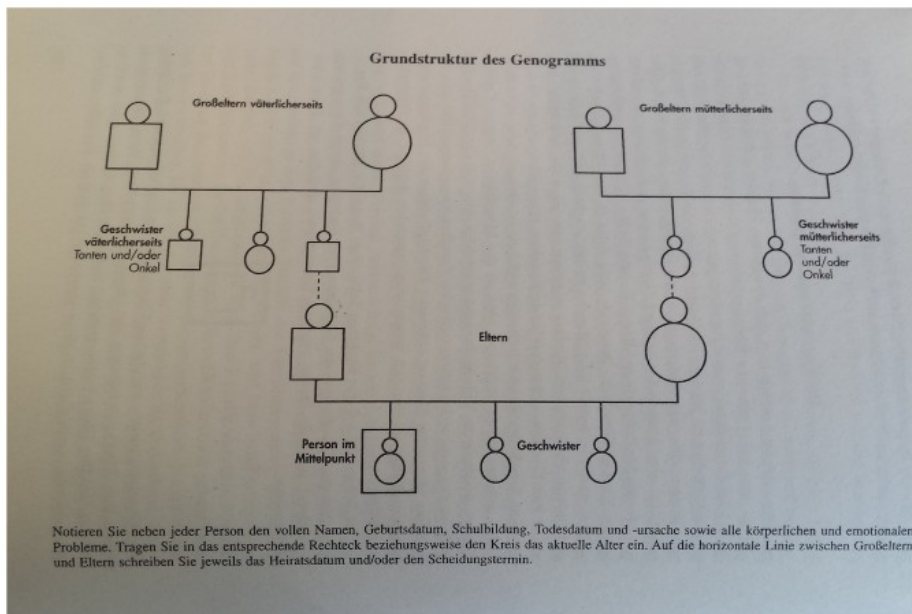 Grundstruktur des Genogramms
Großeltern väterlicherseits
Großeltern mütterlicherseits
Geschwister
väterlicherseits
Tanten und/oder
Onkel
Geschwister
mütterlicherseits
Tanten
und/oder
Onkel
Eltern
Person im
Mittelpunkt
Geschwister
Notieren Sie neben jeder Person den vollen Namen, Geburtsdatum, Schulbildung, Todesdatum und -ursache sowie alle körperlichen und emotionalen
Probleme. Tragen Sie in das entsprechende Rechteck beziehungsweise den Kreis das aktuelle Alter ein. Auf die horizontale Linie zwischen Großeltern
und Eltern schreiben Sie jeweils das Heiratsdatum und/oder den Scheidungstermin.